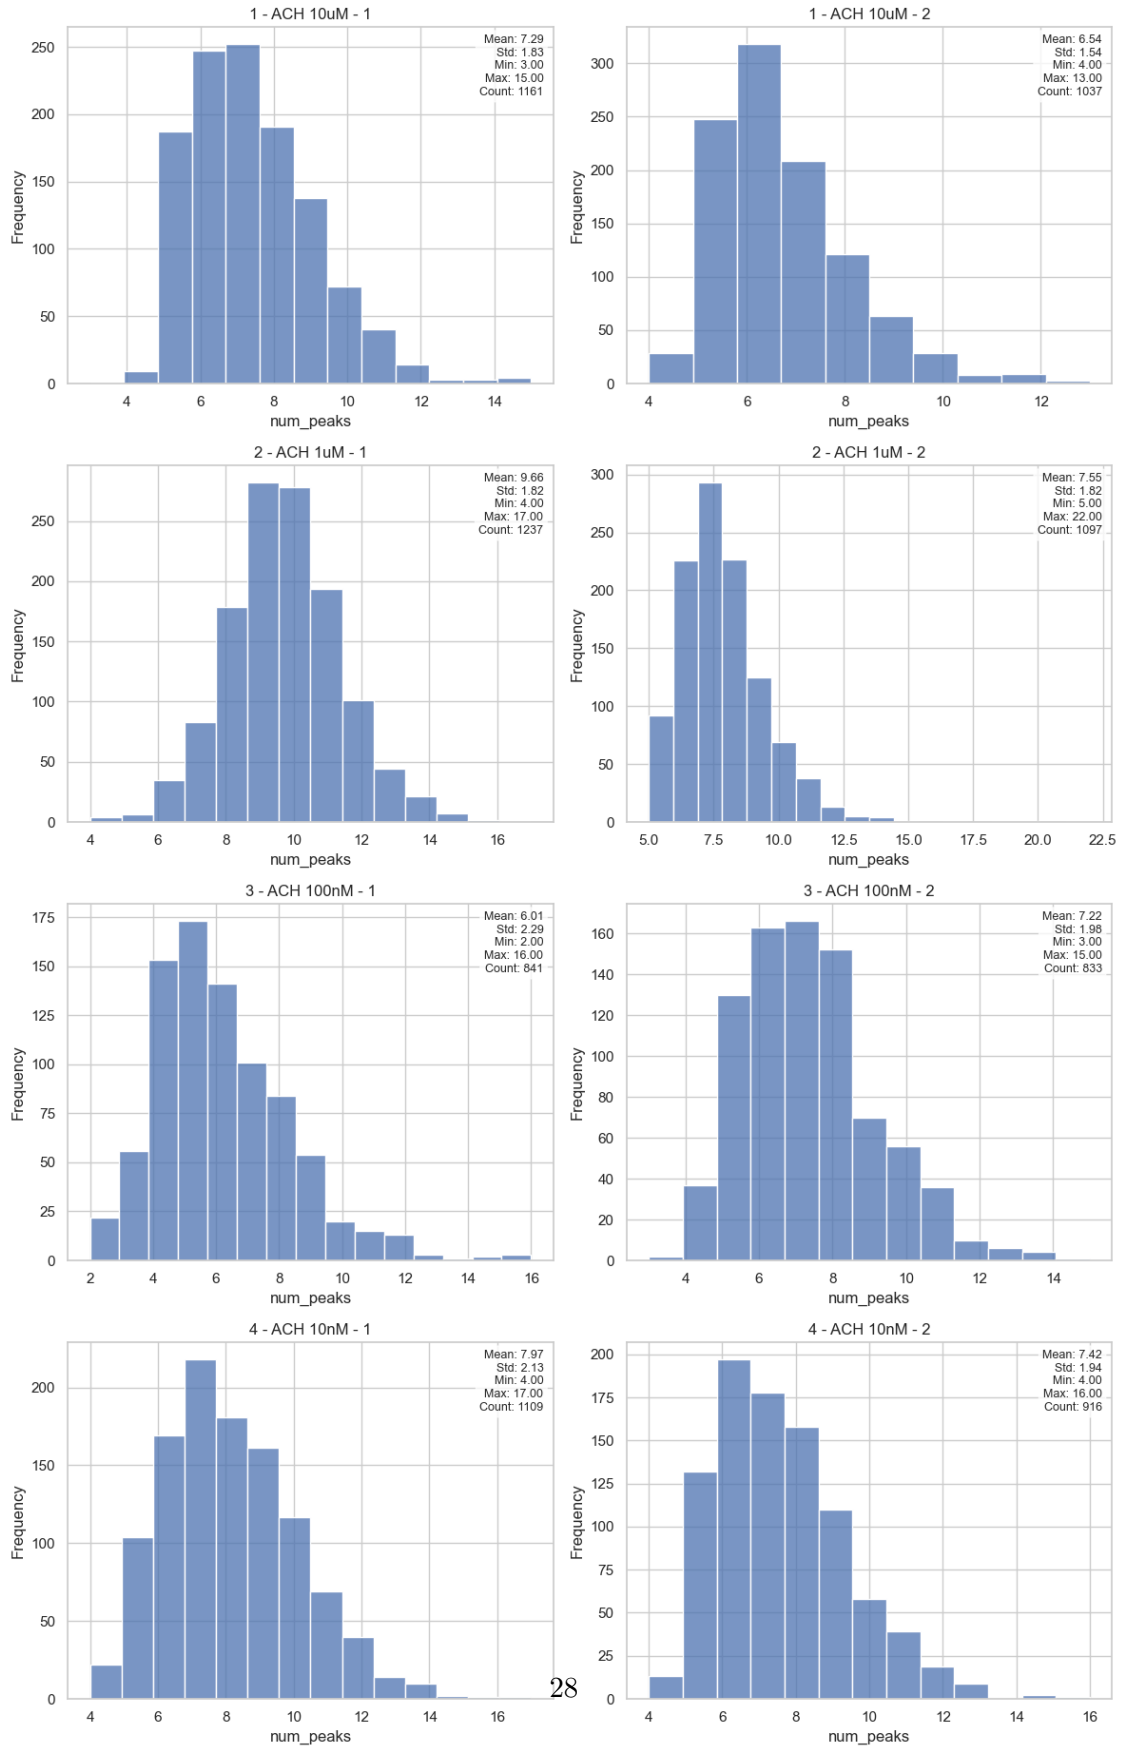 1 - ACH 10uM - 1
Mean: 7.29
Std: 1.83
Min: 3.00
Max: 15.00
Count: 1161
250
200
150
100
50
0
Frequency
4 6 8 10 12 14
num_peaks
1 - ACH 10uM - 2
Mean: 6.54
Std: 1.54
Min: 4.00
Max: 13.00
Count: 1037
300
250
200
150
100
50
0
Frequency
4 6 8 10 12
num_peaks
2 - ACH 1uM - 1
Mean: 9.66
Std: 1.82
Min: 4.00
Max: 17.00
Count: 1237
250
200
150
100
50
0
Frequency
4 6 8 10 12 14 16
num_peaks
2 - ACH 1uM - 2
Mean: 7.55
Std: 1.82
Min: 5.00
Max: 22.00
Count: 1097
300
250
200
150
100
50
0
Frequency
5.0 7.5 10.0 12.5 15.0 17.5 20.0 22.5
num_peaks
3 - ACH 100nM - 1
Mean: 6.01
Std: 2.29
Min: 2.00
Max: 16.00
Count: 841
175
150
125
100
75
50
25
0
Frequency
2 4 6 8 10 12 14 16
num_peaks
3 - ACH 100nM - 2
Mean: 7.22
Std: 1.98
Min: 3.00
Max: 15.00
Count: 833
160
140
120
100
80
60
40
20
0
Frequency
4 6 8 10 12 14
num_peaks
4 - ACH 10nM - 1
Mean: 7.97
Std: 2.13
Min: 4.00
Max: 17.00
Count: 1109
200
150
100
50
0
Frequency
4 6 8 10 12 14 16
num_peaks
4 - ACH 10nM - 2
Mean: 7.42
Std: 1.94
Min: 4.00
Max: 16.00
Count: 916
200
175
150
125
100
75
50
25
0
Frequency
4 6 8 10 12 14 16
num_peaks
28